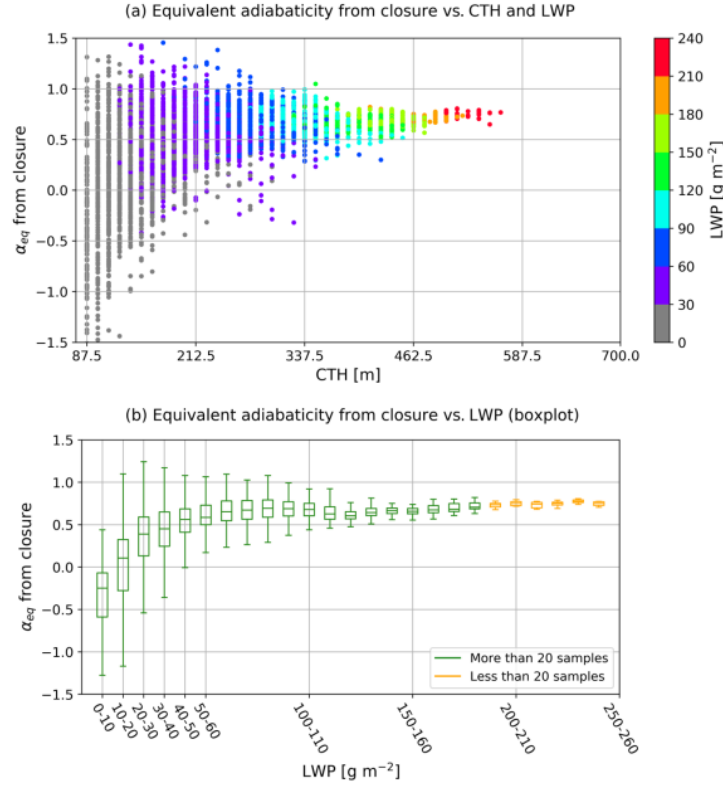 (a) Equivalent adiabaticity from closure vs. CTH and LWP
1.5
1.0
0.5
0.0
−0.5
−1.0
−1.5
α_eq from closure
87.5 212.5 337.5 462.5 587.5 700.0
CTH [m]
240
210
180
150
120
90
60
30
0
LWP [g m⁻²]
(b) Equivalent adiabaticity from closure vs. LWP (boxplot)
1.5
1.0
0.5
0.0
−0.5
−1.0
−1.5
α_eq from closure
More than 20 samples
Less than 20 samples
0-10 10-20 20-30 30-40 40-50 50-60 100-110 150-160 200-210 250-260
LWP [g m⁻²]